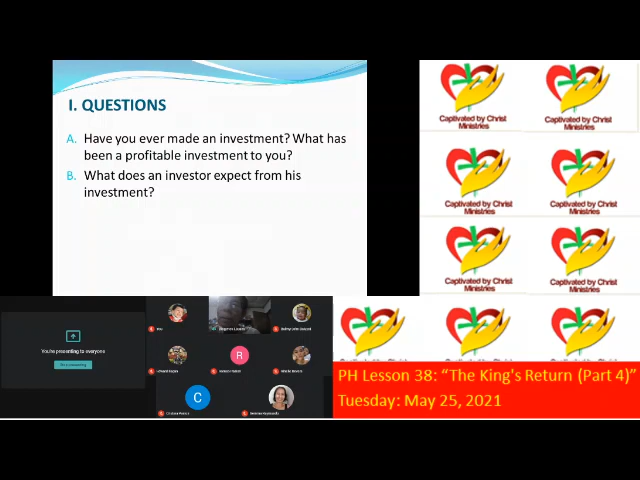 I. QUESTIONS
A. Have you ever made an investment? What has
been a profitable investment to you?
B. What does an investor expect from his
investment?
Captivated by Christ
Ministries
Captivated by Christ
Ministries
Captivated by Christ
Ministries
Captivated by Christ
Ministries
Captivated by Christ
Ministries
Captivated by Christ
Ministries
You're presenting to everyone
R
C
PH Lesson 38: “The King's Return (Part 4)”
Tuesday: May 25, 2021